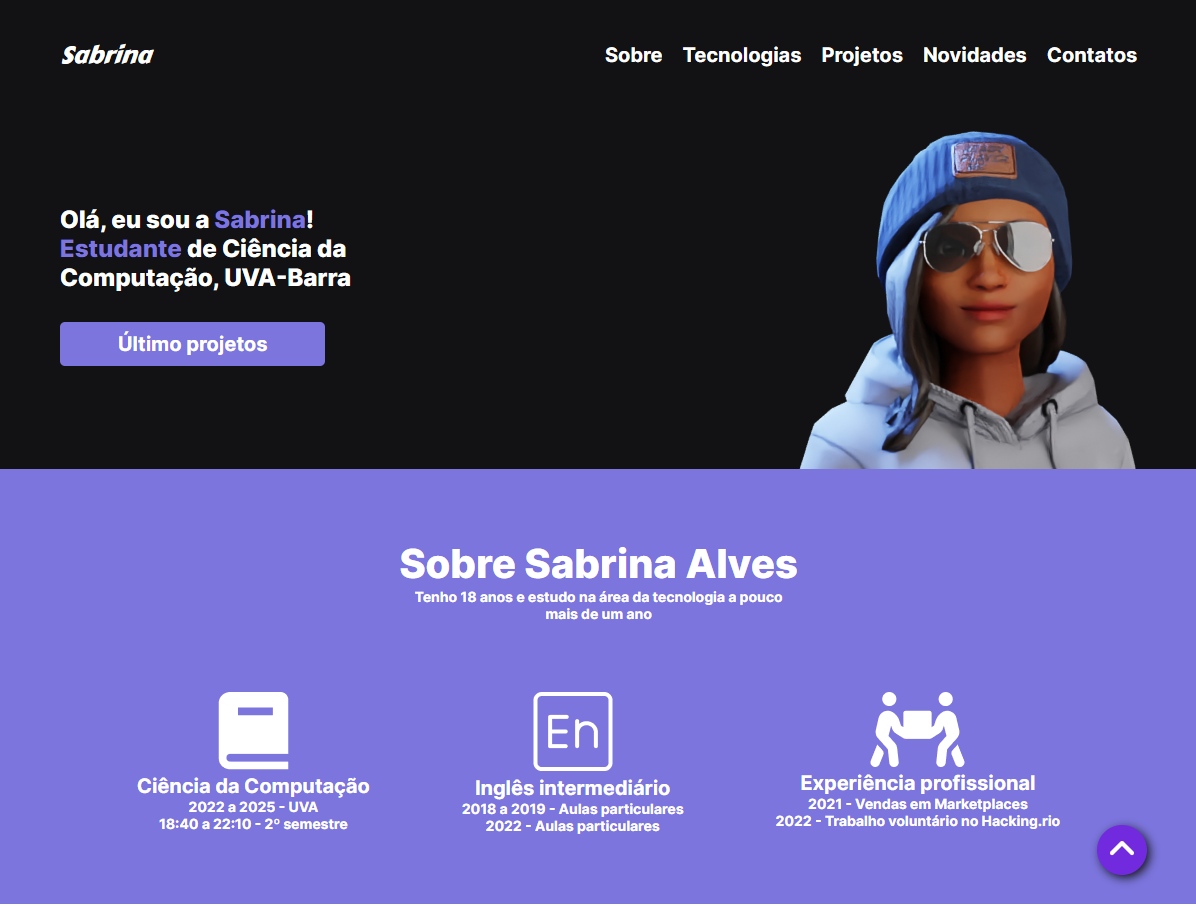 Sabrina
Sobre Tecnologias Projetos Novidades Contatos
Olá, eu sou a Sabrina!
Estudante de Ciência da
Computação, UVA-Barra
Último projetos
Sobre Sabrina Alves
Tenho 18 anos e estudo na área da tecnologia a pouco
mais de um ano
En
Ciência da Computação
2022 a 2025 - UVA
18:40 a 22:10 - 2º semestre
Inglês intermediário
2018 a 2019 - Aulas particulares
2022 - Aulas particulares
Experiência profissional
2021 - Vendas em Marketplaces
2022 - Trabalho voluntário no Hacking.rio